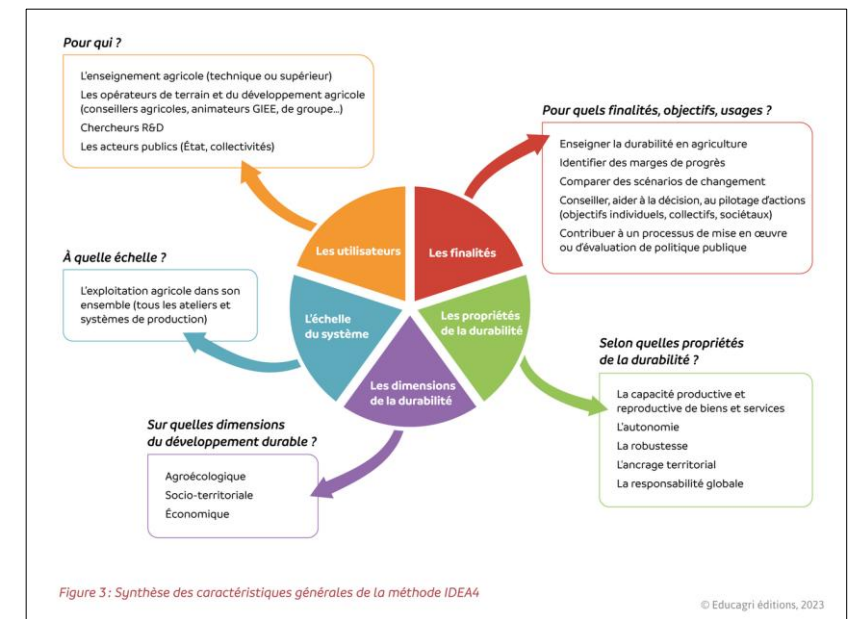 Pour qui ?
L'enseignement agricole (technique ou supérieur)
Les opérateurs de terrain et du développement agricole
(conseillers agricoles, animateurs GIEE, de groupe...)
Chercheurs R&D
Les acteurs publics (État, collectivités)
Pour quels finalités, objectifs, usages ?
Enseigner la durabilité en agriculture
Identifier des marges de progrès
Comparer des scénarios de changement
Conseiller, aider à la décision, au pilotage d'actions
(objectifs individuels, collectifs, sociétaux)
Contribuer à un processus de mise en œuvre
ou d'évaluation de politique publique
Les utilisateurs
Les finalités
À quelle échelle ?
L'exploitation agricole dans son
ensemble (tous les ateliers et
systèmes de production)
L'échelle
du système
Les propriétés
de la durabilité
Les dimensions
de la durabilité
Selon quelles propriétés
de la durabilité ?
La capacité productive et
reproductive de biens et services
L'autonomie
La robustesse
L'ancrage territorial
La responsabilité globale
Sur quelles dimensions
du développement durable ?
Agroécologique
Socio-territoriale
Économique
Figure 3 : Synthèse des caractéristiques générales de la méthode IDEA4
© Educagri éditions, 2023